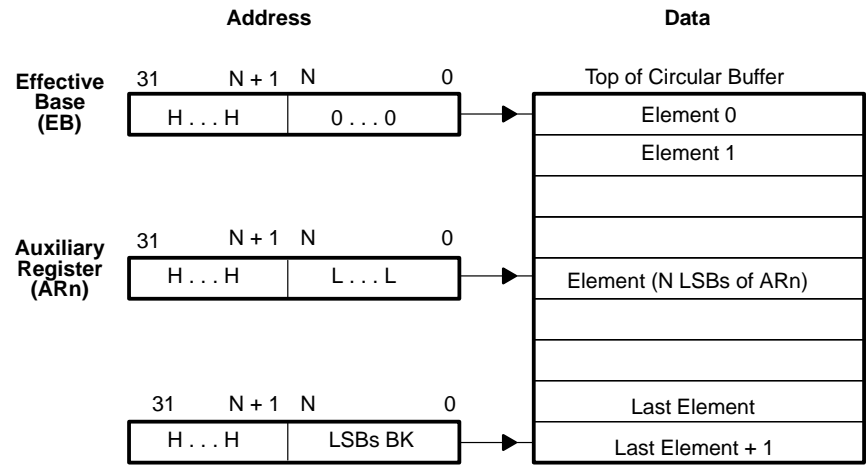 Address Data
Effective
Base
(EB)
31 N + 1 N 0
H . . . H 0 . . . 0
Top of Circular Buffer
Element 0
Element 1
Auxiliary
Register
(ARn)
31 N + 1 N 0
H . . . H L . . . L
Element (N LSBs of ARn)
31 N + 1 N 0
H . . . H LSBs BK
Last Element
Last Element + 1